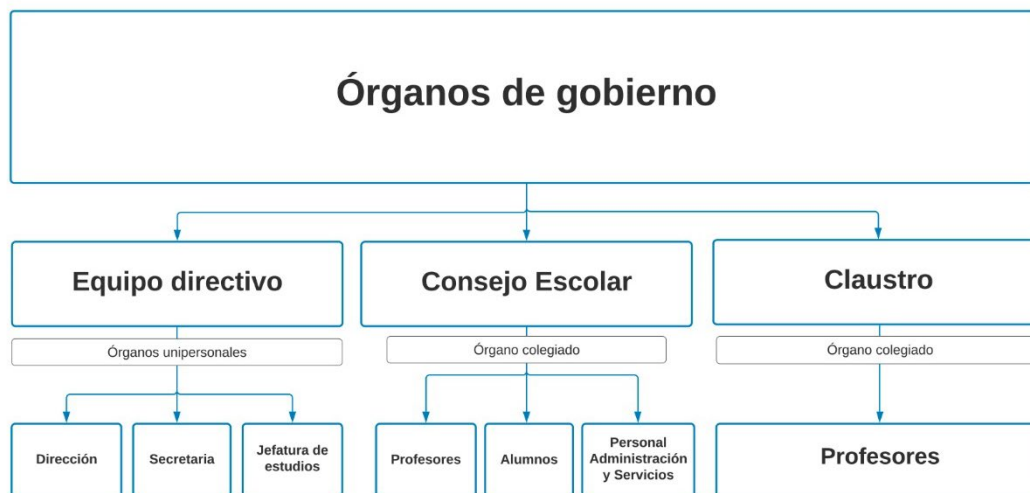 Órganos de gobierno
Equipo directivo
Consejo Escolar
Claustro
Órganos unipersonales
Órgano colegiado
Órgano colegiado
Dirección
Secretaria
Jefatura de
estudios
Profesores
Alumnos
Personal
Administración
y Servicios
Profesores